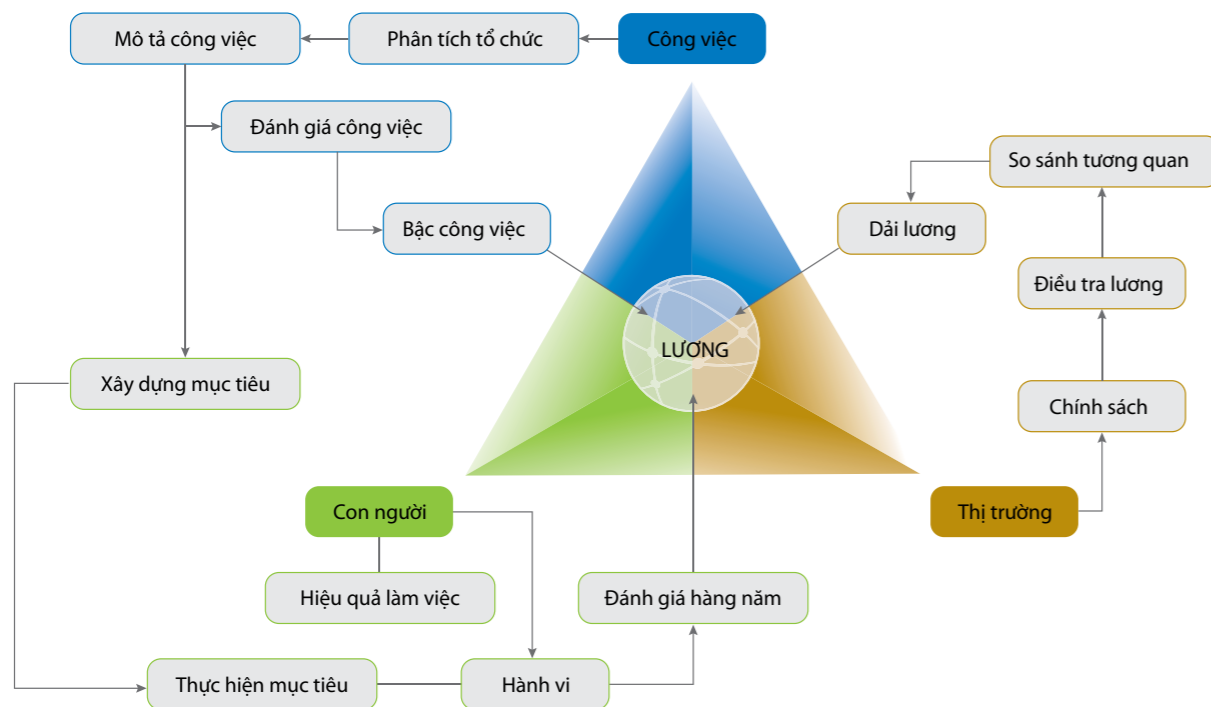 Mô tả công việc
Phân tích tổ chức
Công việc
Đánh giá công việc
So sánh tương quan
Bậc công việc
Dải lương
Điều tra lương
LƯƠNG
Xây dựng mục tiêu
Chính sách
Con người
Thị trường
Hiệu quả làm việc
Đánh giá hàng năm
Thực hiện mục tiêu
Hành vi